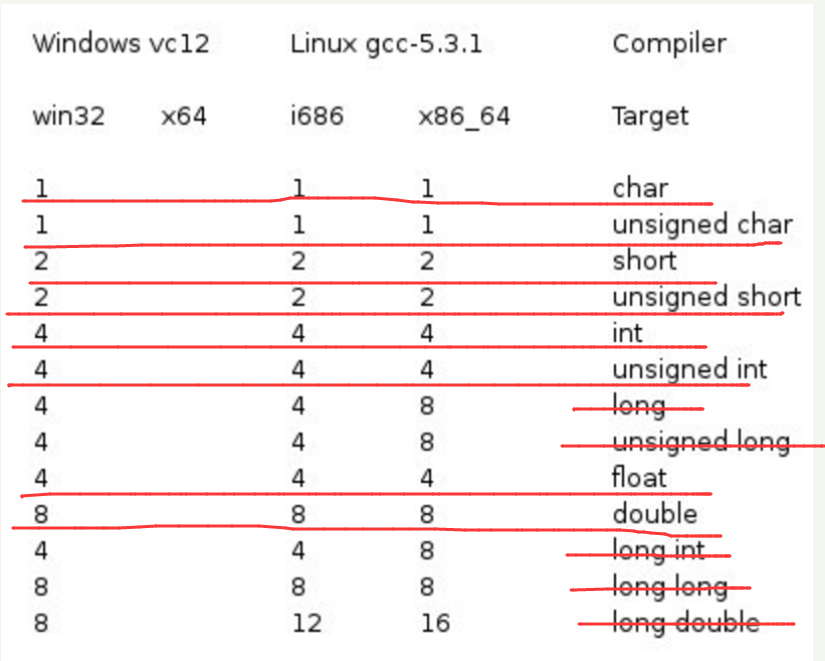 Windows vc12 Linux gcc-5.3.1 Compiler
win32 x64 i686 x86_64 Target
1 1 1 char
1 1 1 unsigned char
2 2 2 short
2 2 2 unsigned short
4 4 4 int
4 4 4 unsigned int
4 4 8 long
4 4 8 unsigned long
4 4 4 float
8 8 8 double
4 4 8 long int
8 8 8 long long
8 12 16 long double